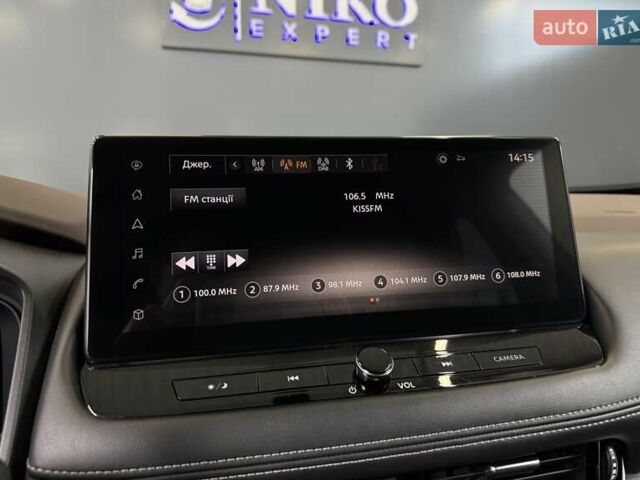 NIKO
EXPERT
auto RIA
.com
Джер. AM FM DAB 14:15
FM станції 106.5 MHz
KISSFM
TUNE
1 100.0 MHz 2 87.9 MHz 3 98.1 MHz 4 104.1 MHz 5 107.9 MHz 6 108.0 MHz
VOL CAMERA